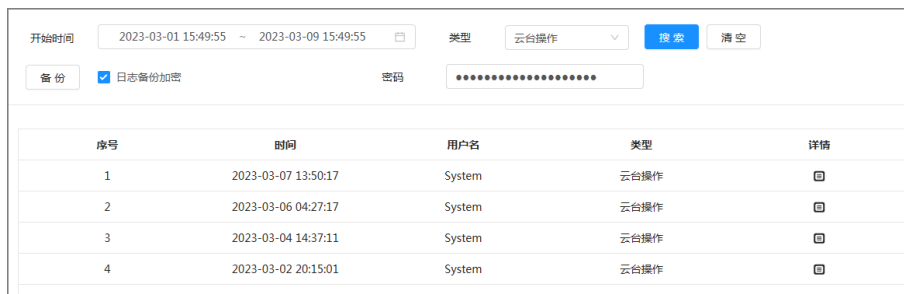 开始时间 2023-03-01 15:49:55 ~ 2023-03-09 15:49:55 类型 云台操作 搜索 清空
备份 日志备份加密 密码 ••••••••••••••••••••
序号 时间 用户名 类型 详情
1 2023-03-07 13:50:17 System 云台操作
2 2023-03-06 04:27:17 System 云台操作
3 2023-03-04 14:37:11 System 云台操作
4 2023-03-02 20:15:01 System 云台操作